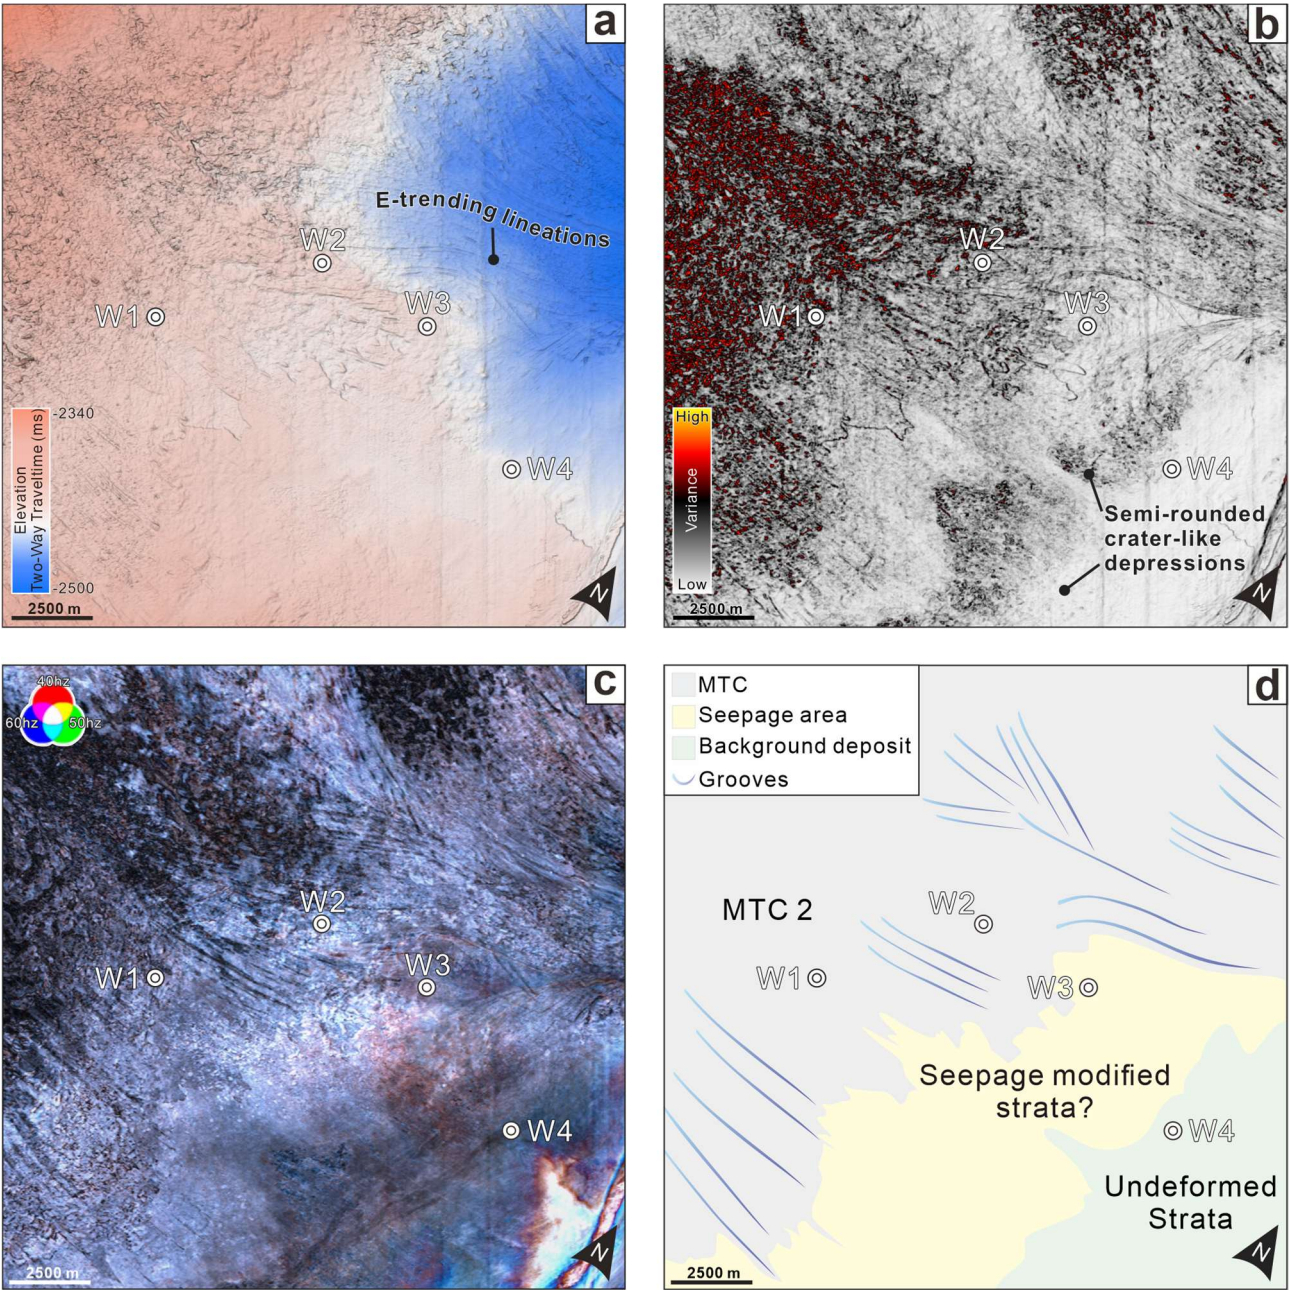 a
E-trending lineations
W2
W3
W1
W4
-2340
Elevation
Two-Way Traveltime (ms)
-2500
2500 m
N
b
W2
W3
W1
W4
High
Variance
Low
Semi-rounded
crater-like
depressions
2500 m
N
c
40hz
60hz
50hz
W2
W3
W1
W4
2500 m
N
d
MTC
Seepage area
Background deposit
Grooves
MTC 2
W2
W1
W3
Seepage modified
strata?
W4
Undeformed
Strata
2500 m
N